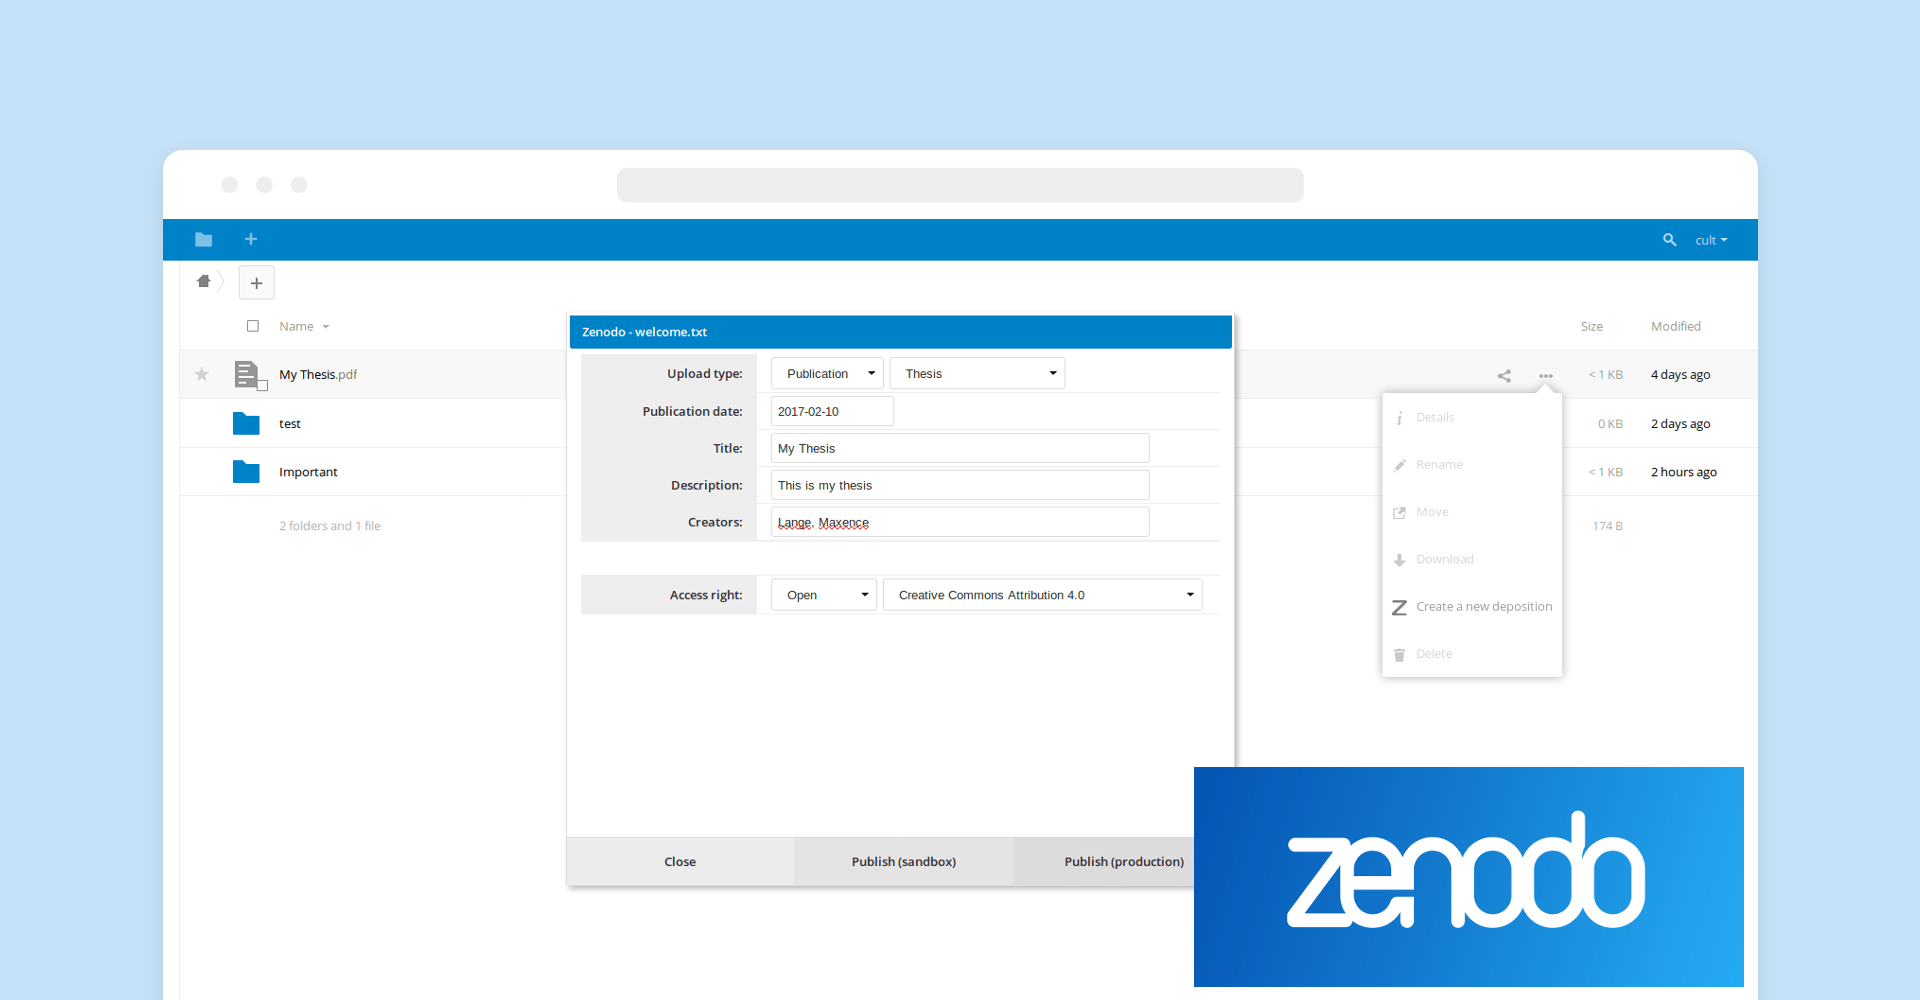 cult
Name
Size
Modified
Zenodo - welcome.txt
My Thesis.pdf
< 1 KB
4 days ago
Upload type:
Publication
Thesis
Publication date:
2017-02-10
test
0 KB
2 days ago
Title:
My Thesis
Important
< 1 KB
2 hours ago
Description:
This is my thesis
Creators:
Lange, Maxence
2 folders and 1 file
174 B
Access right:
Open
Creative Commons Attribution 4.0
Details
Rename
Move
Download
Create a new deposition
Delete
Close
Publish (sandbox)
Publish (production)
zenodo